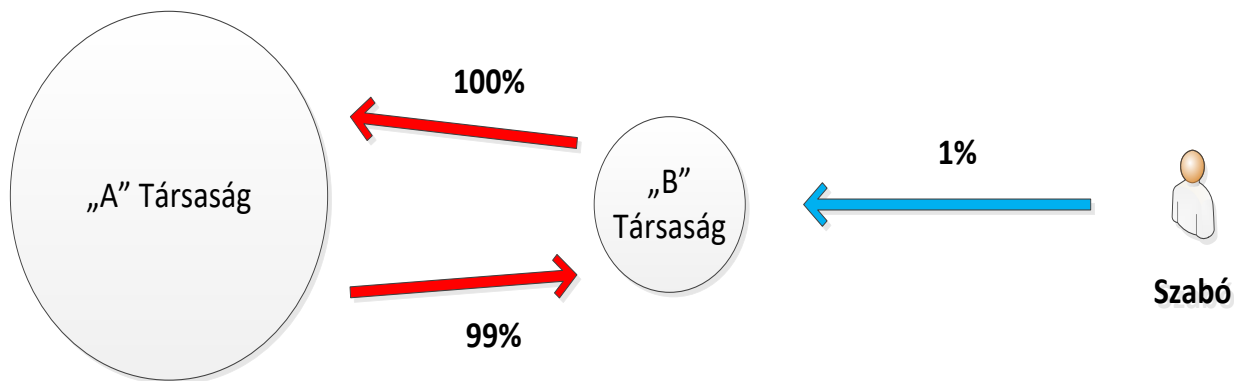 100%
„A” Társaság
„B”
Társaság
1%
99%
Szabó